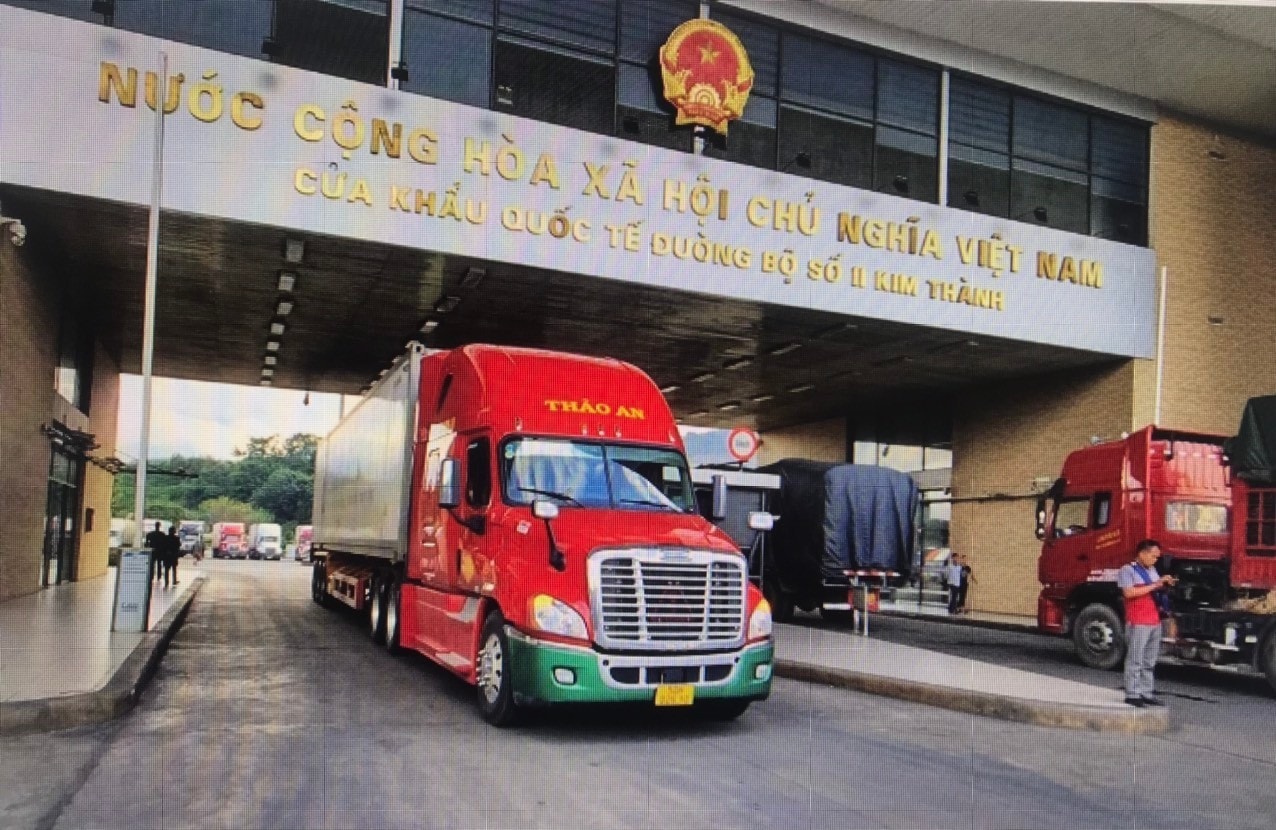 NƯỚC CỘNG HÒA XÃ HỘI CHỦ NGHĨA VIỆT NAM
CỬA KHẨU QUỐC TẾ ĐƯỜNG BỘ SỐ II KIM THÀNH
THẢO AN